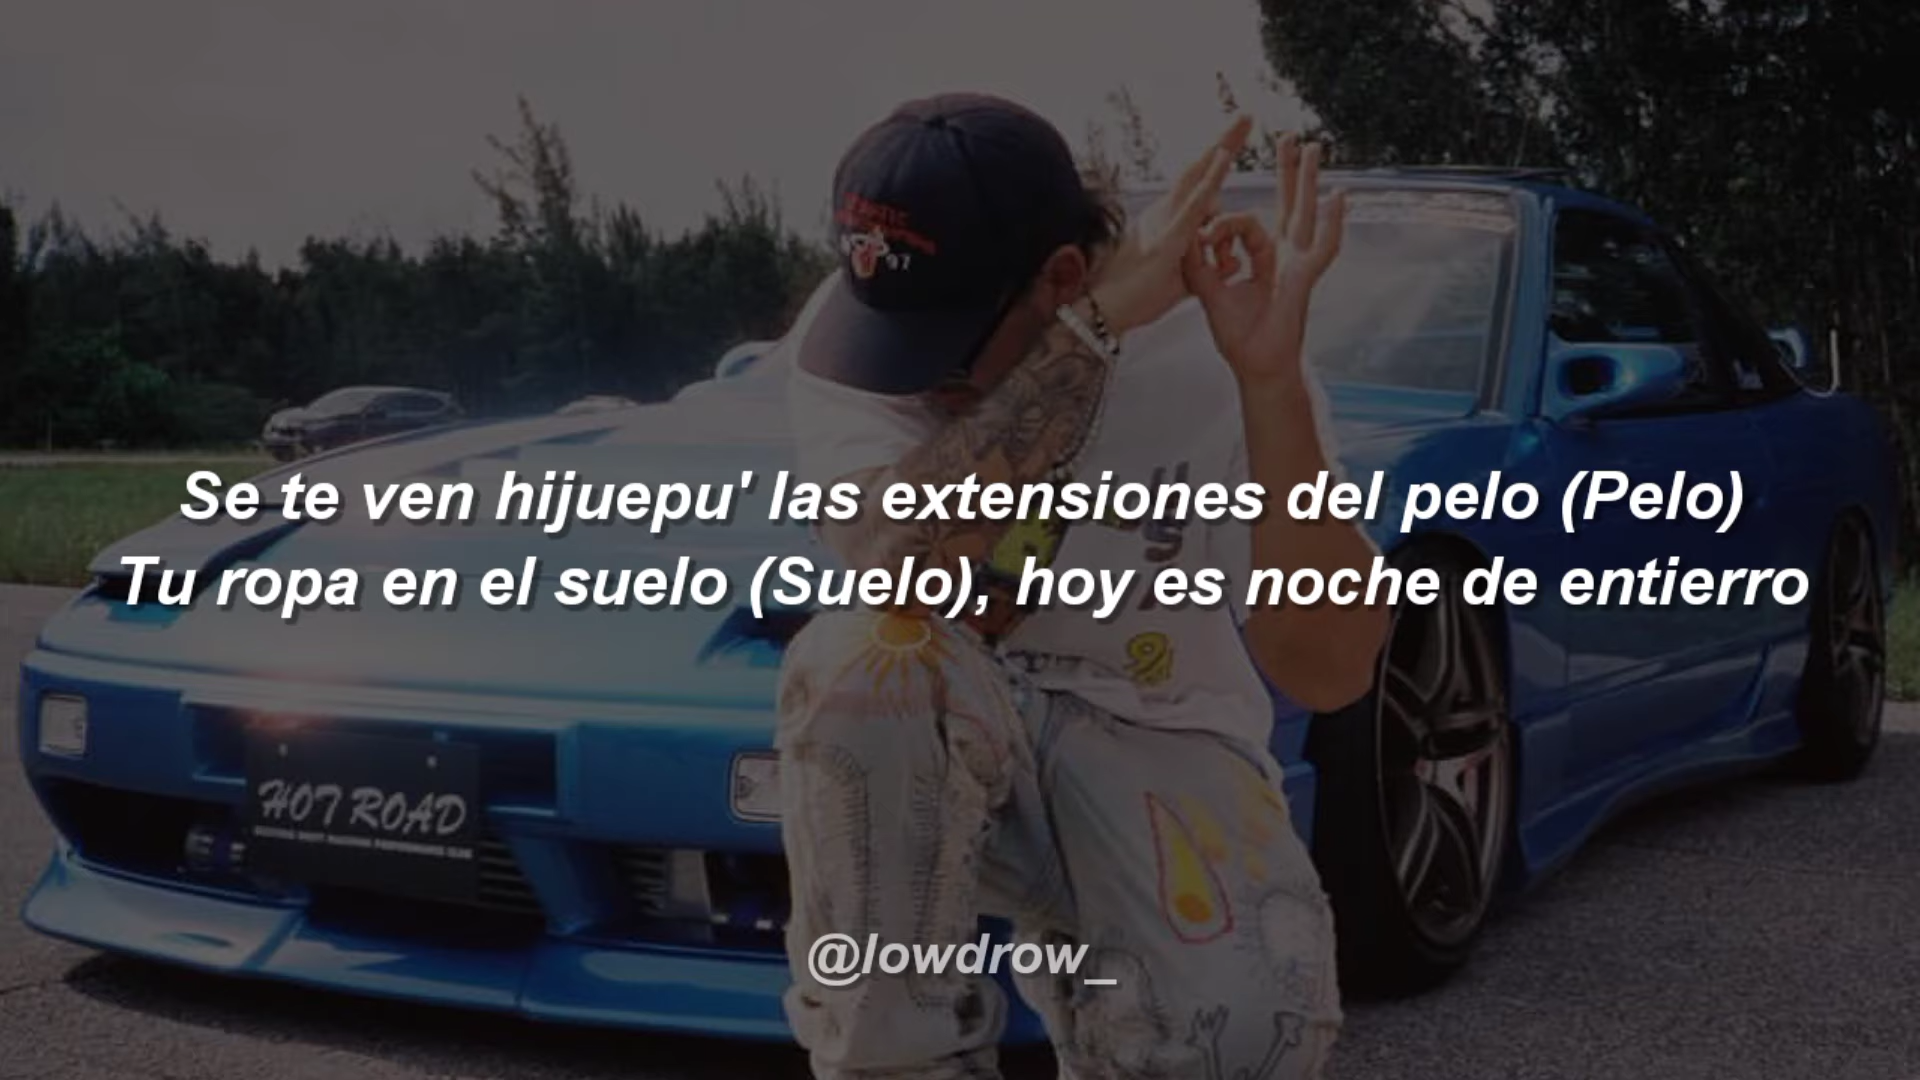 Se te ven hijuepu' las extensiones del pelo (Pelo)
Tu ropa en el suelo (Suelo), hoy es noche de entierro
HOT ROAD
@lowdrow_